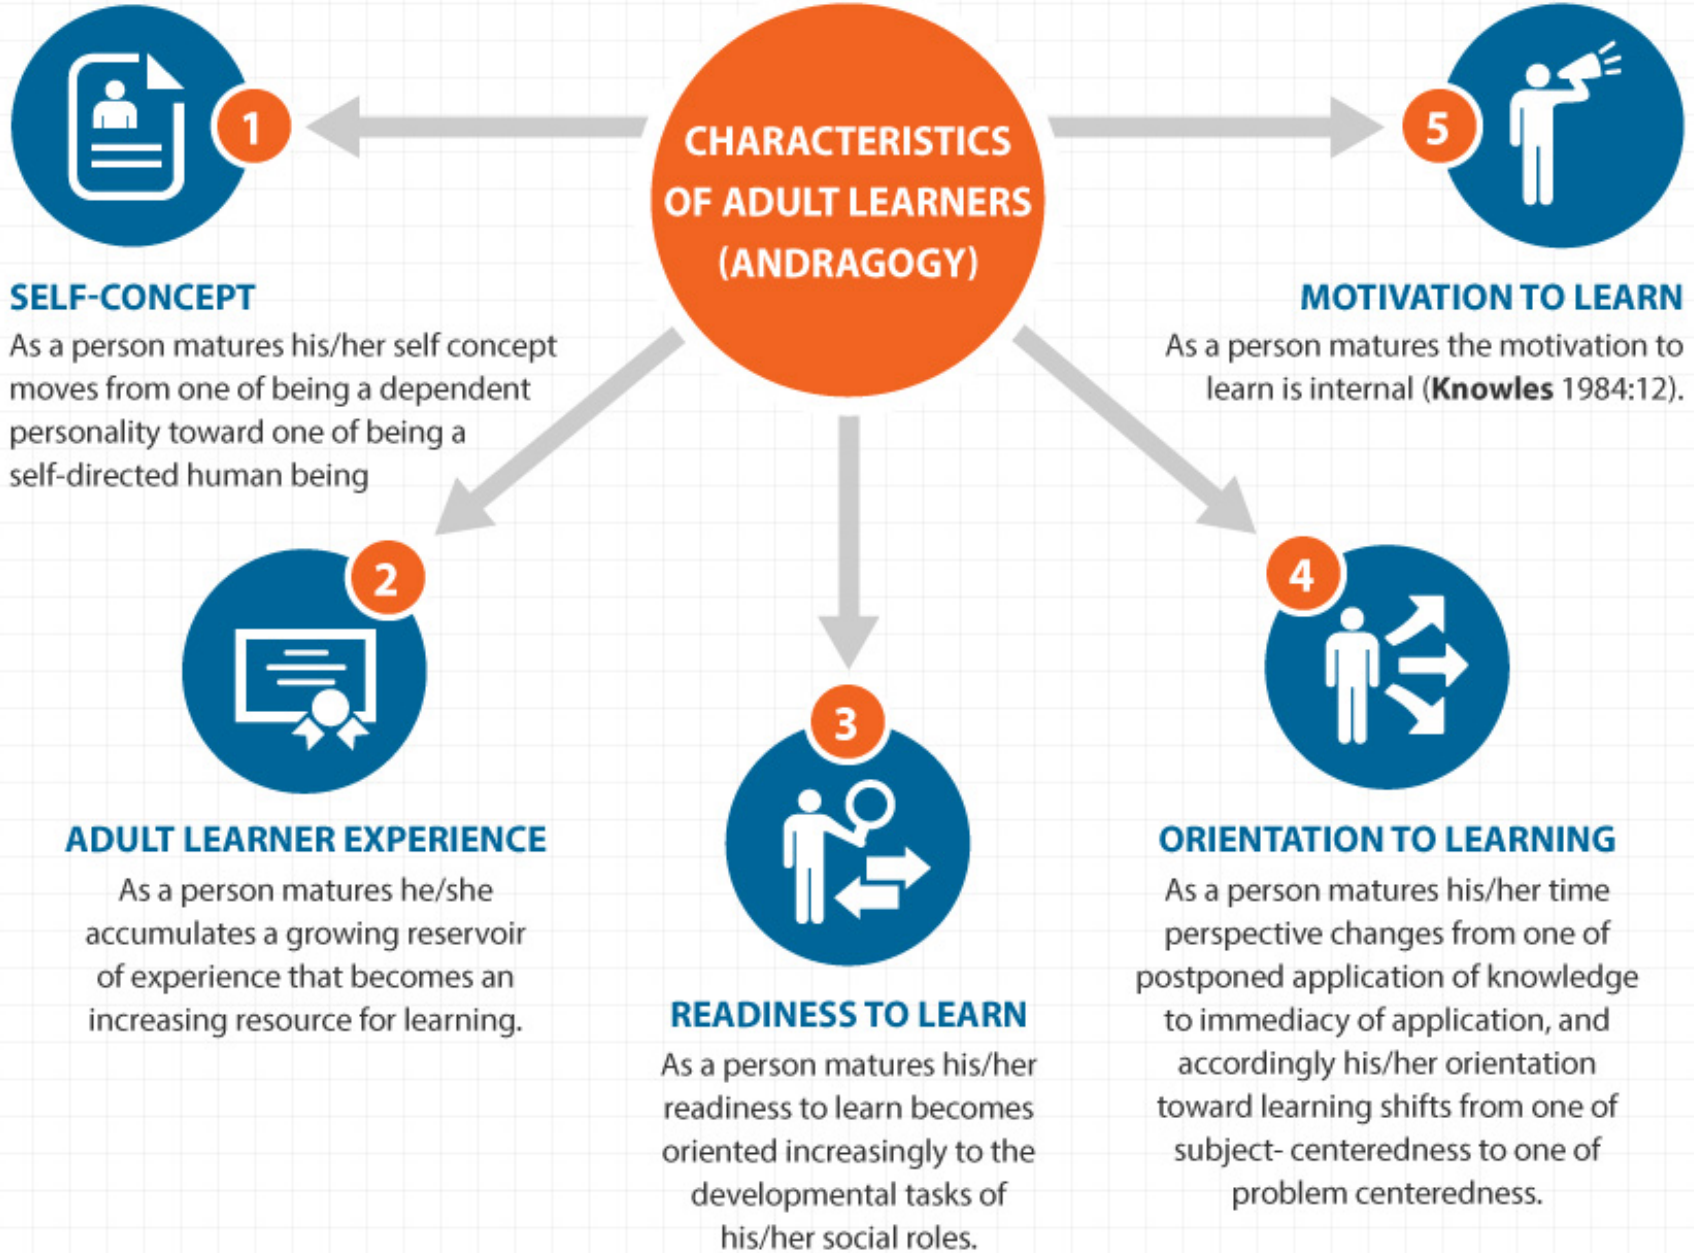 CHARACTERISTICS
OF ADULT LEARNERS
(ANDRAGOGY)
1
SELF-CONCEPT
As a person matures his/her self concept
moves from one of being a dependent
personality toward one of being a
self-directed human being
2
ADULT LEARNER EXPERIENCE
As a person matures he/she
accumulates a growing reservoir
of experience that becomes an
increasing resource for learning.
3
READINESS TO LEARN
As a person matures his/her
readiness to learn becomes
oriented increasingly to the
developmental tasks of
his/her social roles.
4
ORIENTATION TO LEARNING
As a person matures his/her time
perspective changes from one of
postponed application of knowledge
to immediacy of application, and
accordingly his/her orientation
toward learning shifts from one of
subject- centeredness to one of
problem centeredness.
5
MOTIVATION TO LEARN
As a person matures the motivation to
learn is internal (Knowles 1984:12).